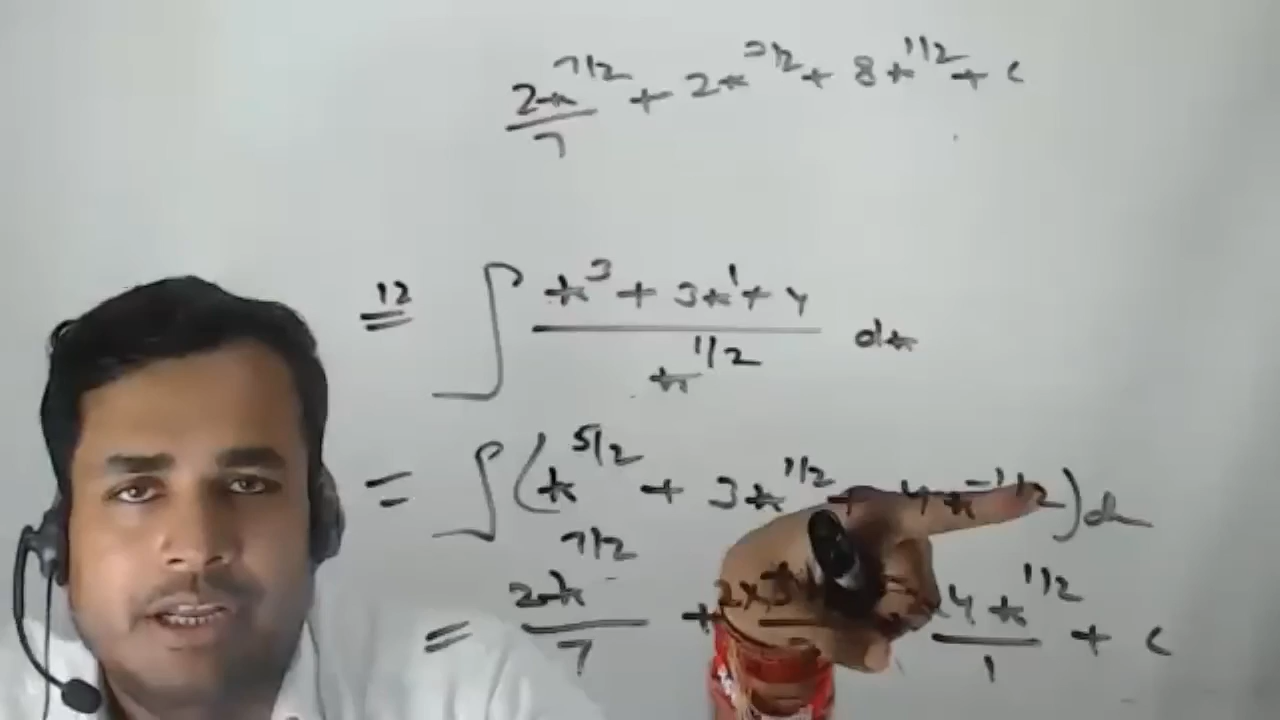 2x^7/2/7 + 2x^3/2 + 8x^1/2 + c
12 ∫ x^3 + 3x^1 + 4 / x^1/2 dx
= ∫ (x^5/2 + 3x^1/2 + 4x^-1/2) dx
= 2x^7/2/7 + 2x3 4x^1/2/1 + c